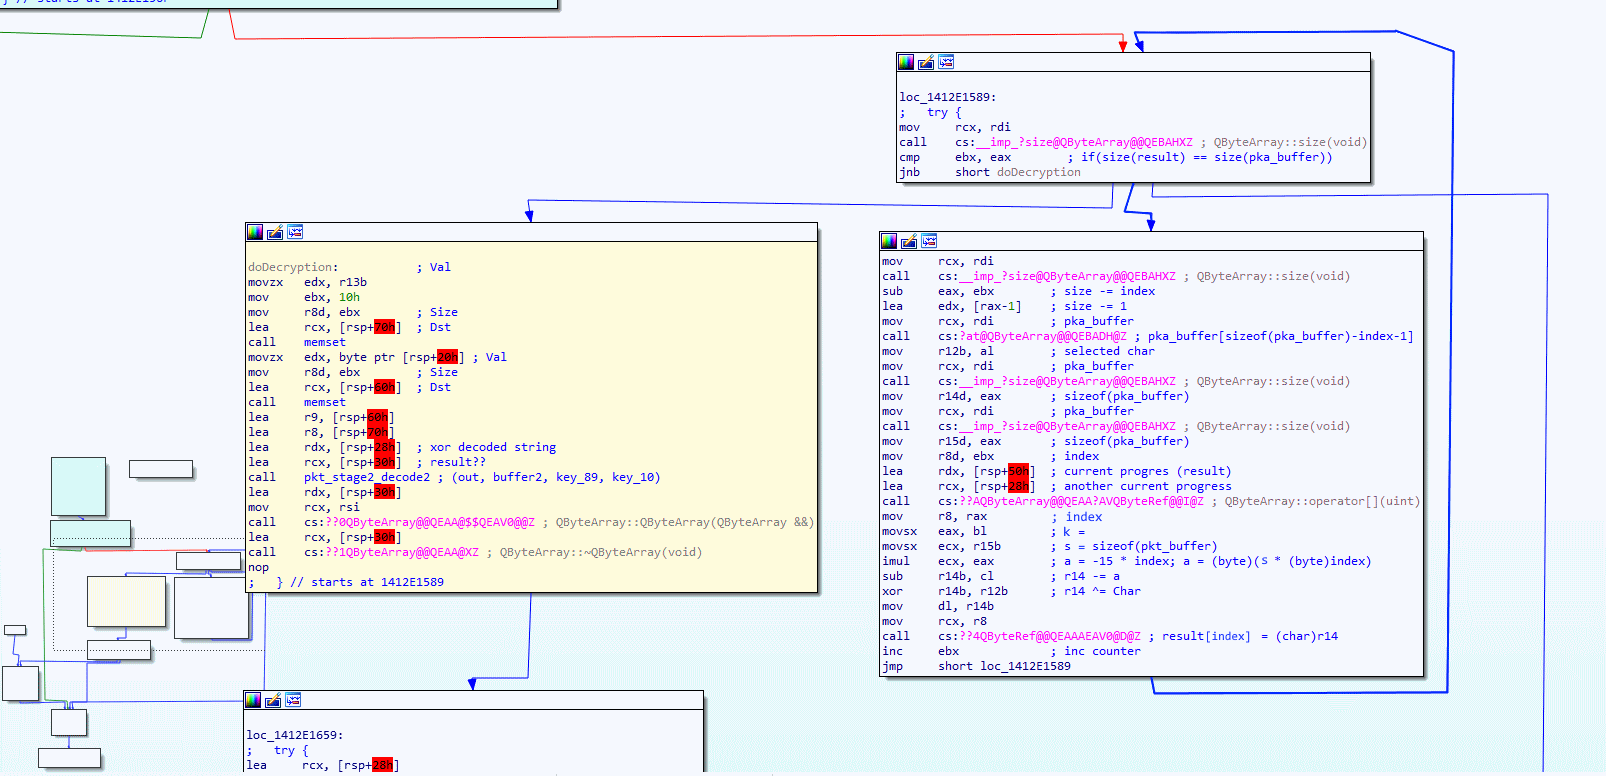 } // starts at 1412E1587
loc_1412E1589:
;   try {
mov     rcx, rdi
call    cs:__imp_?size@QByteArray@@QEBAHXZ ; QByteArray::size(void)
cmp     ebx, eax        ; if(size(result) == size(pka_buffer))
jnb     short doDecryption
doDecryption:           ; Val
movzx   edx, r13b
mov     ebx, 10h
mov     r8d, ebx        ; Size
lea     rcx, [rsp+70h]  ; Dst
call    memset
movzx   edx, byte ptr [rsp+20h] ; Val
mov     r8d, ebx        ; Size
lea     rcx, [rsp+60h]  ; Dst
call    memset
lea     r9, [rsp+60h]
lea     r8, [rsp+70h]
lea     rdx, [rsp+28h]  ; xor decoded string
lea     rcx, [rsp+30h]  ; result??
call    pkt_stage2_decode2 ; (out, buffer2, key_89, key_10)
lea     rdx, [rsp+30h]
mov     rcx, rsi
call    cs:??0QByteArray@@QEAA@$$QEAV0@@Z ; QByteArray::QByteArray(QByteArray &&)
lea     rcx, [rsp+30h]
call    cs:??1QByteArray@@QEAA@XZ ; QByteArray::~QByteArray(void)
nop
;   } // starts at 1412E1589
mov     rcx, rdi
call    cs:__imp_?size@QByteArray@@QEBAHXZ ; QByteArray::size(void)
sub     eax, ebx        ; size -= index
lea     edx, [rax-1]    ; size -= 1
mov     rcx, rdi        ; pka_buffer
call    cs:?at@QByteArray@@QEBADH@Z ; pka_buffer[sizeof(pka_buffer)-index-1]
mov     r12b, al        ; selected char
mov     rcx, rdi        ; pka_buffer
call    cs:__imp_?size@QByteArray@@QEBAHXZ ; QByteArray::size(void)
mov     r14d, eax       ; sizeof(pka_buffer)
mov     rcx, rdi        ; pka_buffer
call    cs:__imp_?size@QByteArray@@QEBAHXZ ; QByteArray::size(void)
mov     r15d, eax       ; sizeof(pka_buffer)
mov     r8d, ebx        ; index
lea     rdx, [rsp+50h]  ; current progres (result)
lea     rcx, [rsp+28h]  ; another current progress
call    cs:??AQByteArray@@QEAA?AVQByteRef@@I@Z ; QByteArray::operator[](uint)
mov     r8, rax         ; index
movsx   eax, bl         ; k =
movsx   ecx, r15b       ; s = sizeof(pkt_buffer)
imul    ecx, eax        ; a = -15 * index; a = (byte)(s * (byte)index)
sub     r14b, cl        ; r14 -= a
xor     r14b, r12b      ; r14 ^= Char
mov     dl, r14b
mov     rcx, r8
call    cs:??4QByteRef@@QEAAAEAV0@D@Z ; result[index] = (char)r14
inc     ebx             ; inc counter
jmp     short loc_1412E1589
loc_1412E1659:
;   try {
lea     rcx, [rsp+28h]